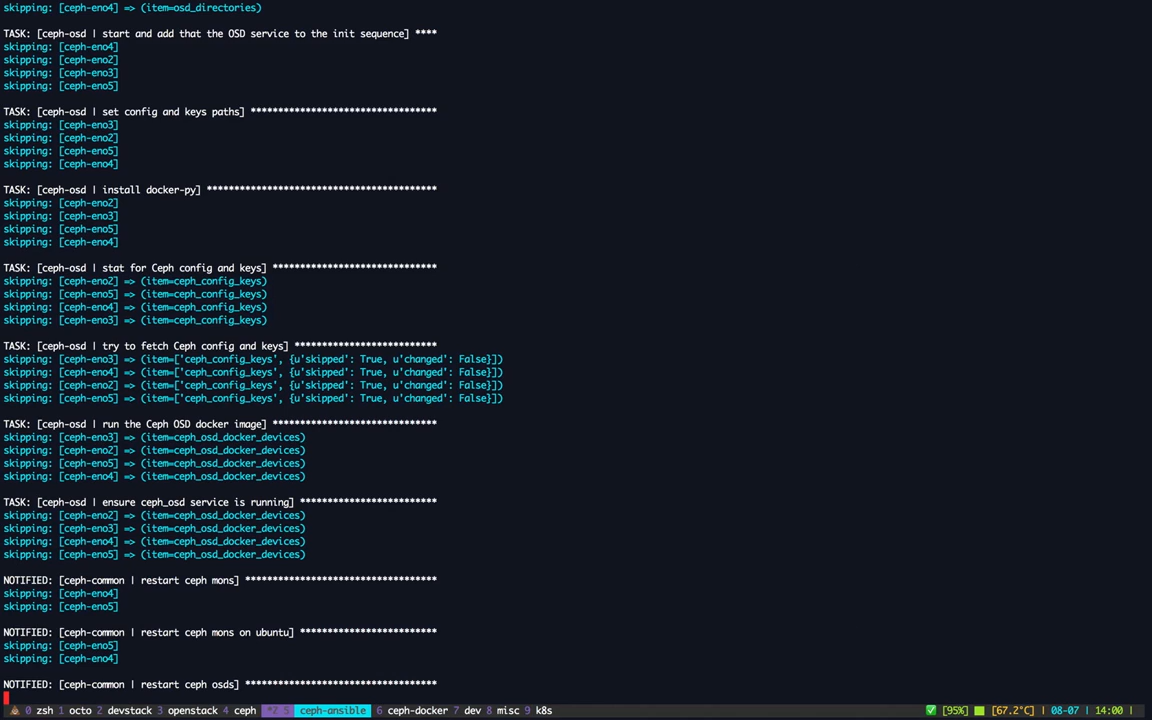 skipping: [ceph-eno4] => (item=osd_directories)
TASK: [ceph-osd | start and add that the OSD service to the init sequence] ****
skipping: [ceph-eno4]
skipping: [ceph-eno2]
skipping: [ceph-eno3]
skipping: [ceph-eno5]
TASK: [ceph-osd | set config and keys paths] **********************************
skipping: [ceph-eno3]
skipping: [ceph-eno2]
skipping: [ceph-eno5]
skipping: [ceph-eno4]
TASK: [ceph-osd | install docker-py] ******************************************
skipping: [ceph-eno2]
skipping: [ceph-eno3]
skipping: [ceph-eno5]
skipping: [ceph-eno4]
TASK: [ceph-osd | stat for Ceph config and keys] ******************************
skipping: [ceph-eno2] => (item=ceph_config_keys)
skipping: [ceph-eno5] => (item=ceph_config_keys)
skipping: [ceph-eno4] => (item=ceph_config_keys)
skipping: [ceph-eno3] => (item=ceph_config_keys)
TASK: [ceph-osd | try to fetch Ceph config and keys] **************************
skipping: [ceph-eno3] => (item=['ceph_config_keys', {u'skipped': True, u'changed': False}])
skipping: [ceph-eno4] => (item=['ceph_config_keys', {u'skipped': True, u'changed': False}])
skipping: [ceph-eno2] => (item=['ceph_config_keys', {u'skipped': True, u'changed': False}])
skipping: [ceph-eno5] => (item=['ceph_config_keys', {u'skipped': True, u'changed': False}])
TASK: [ceph-osd | run the Ceph OSD docker image] ******************************
skipping: [ceph-eno3] => (item=ceph_osd_docker_devices)
skipping: [ceph-eno2] => (item=ceph_osd_docker_devices)
skipping: [ceph-eno5] => (item=ceph_osd_docker_devices)
skipping: [ceph-eno4] => (item=ceph_osd_docker_devices)
TASK: [ceph-osd | ensure ceph_osd service is running] *************************
skipping: [ceph-eno2] => (item=ceph_osd_docker_devices)
skipping: [ceph-eno3] => (item=ceph_osd_docker_devices)
skipping: [ceph-eno4] => (item=ceph_osd_docker_devices)
skipping: [ceph-eno5] => (item=ceph_osd_docker_devices)
NOTIFIED: [ceph-common | restart ceph mons] ***********************************
skipping: [ceph-eno4]
skipping: [ceph-eno5]
NOTIFIED: [ceph-common | restart ceph mons on ubuntu] *************************
skipping: [ceph-eno5]
skipping: [ceph-eno4]
NOTIFIED: [ceph-common | restart ceph osds] ***********************************
0 zsh 1 octo 2 devstack 3 openstack 4 ceph *Z 5 ceph-ansible 6 ceph-docker 7 dev 8 misc 9 k8s [95%] [67.2°C] | 08-07 | 14:00 |